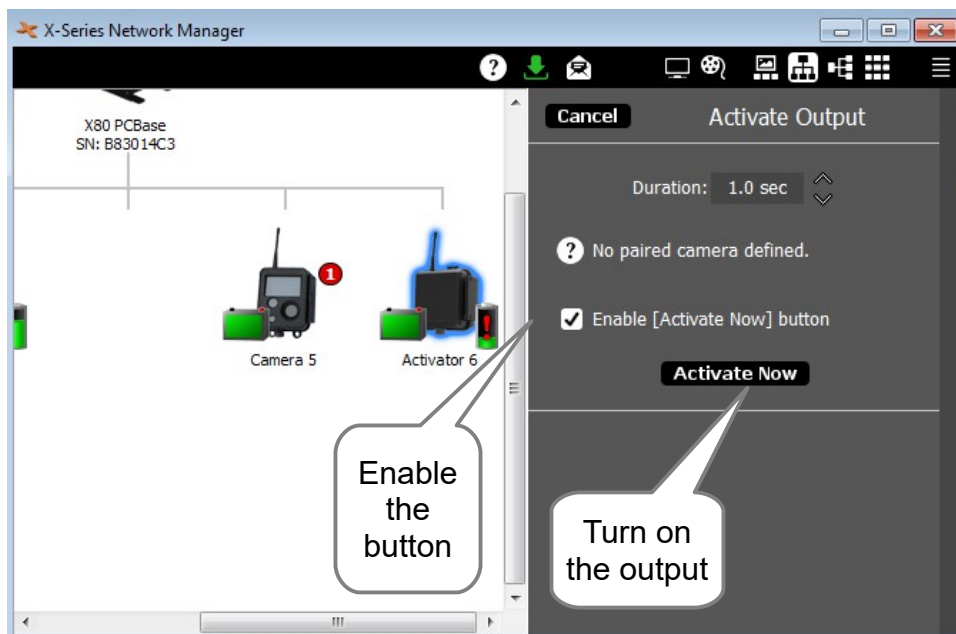 X-Series Network Manager
X80 PCBase
SN: B83014C3
1
Camera 5
Activator 6
Cancel
Activate Output
Duration: 1.0 sec
? No paired camera defined.
Enable [Activate Now] button
Activate Now
Enable
the
button
Turn on
the output